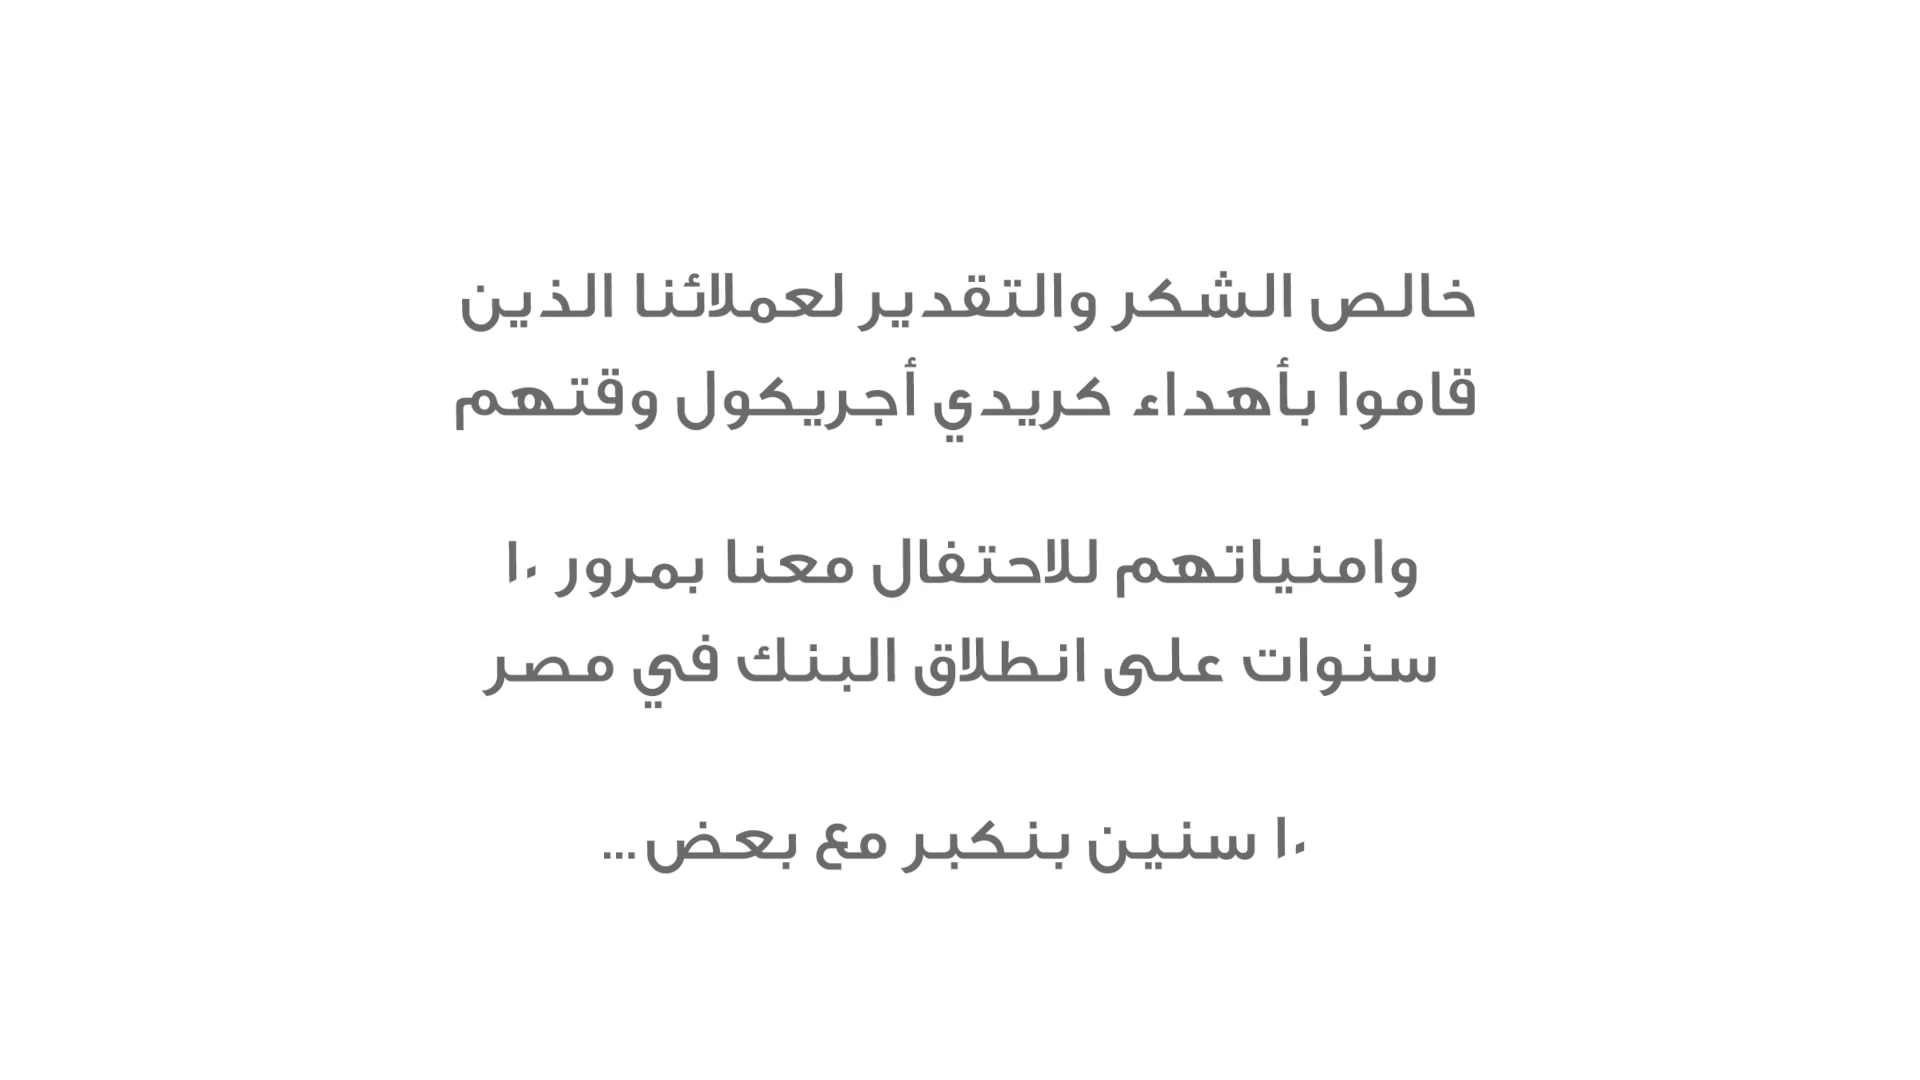 خالص الشكر والتقدير لعملائنا الذين
قاموا بأهداء كريدي أجريكول وقتهم
وامنياتهم للاحتفال معنا بمرور ١٠
سنوات على انطلاق البنك في مصر
١٠ سنين بنكبر مع بعض...